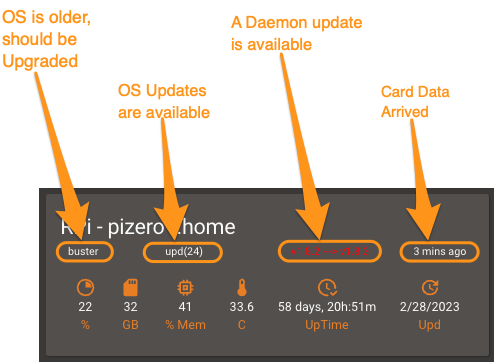 OS is older,
should be
Upgraded
A Daemon update
is available
OS Updates
are available
Card Data
Arrived
- pizero home
buster
upd(24)
3 mins ago
22
32
41
33.6
58 days, 20h:51m
2/28/2023
%
GB
% Mem
C
UpTime
Upd